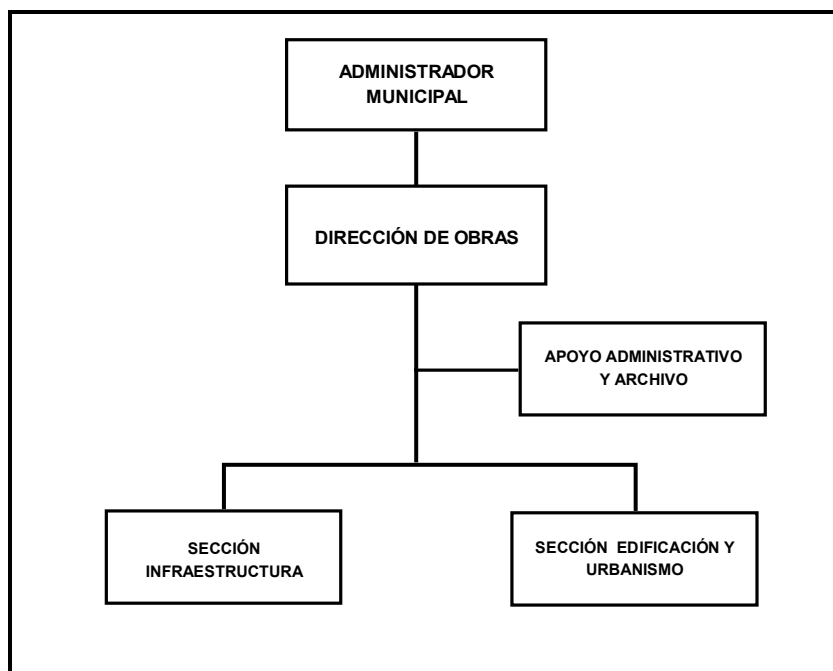 ADMINISTRADOR
MUNICIPAL
DIRECCIÓN DE OBRAS
APOYO ADMINISTRATIVO
Y ARCHIVO
SECCIÓN
INFRAESTRUCTURA
SECCIÓN EDIFICACIÓN Y
URBANISMO